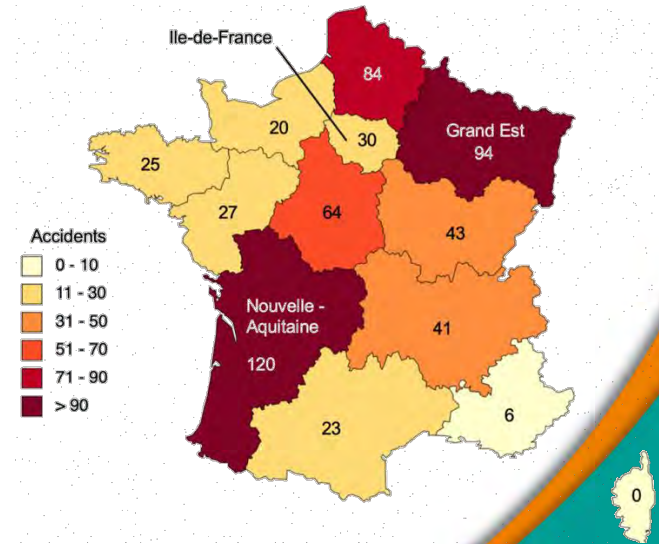 Ile-de-France
84
20
30
Grand Est
94
25
27
64
43
Accidents
0 - 10
11 - 30
31 - 50
51 - 70
71 - 90
> 90
Nouvelle -
Aquitaine
120
41
23
6
0